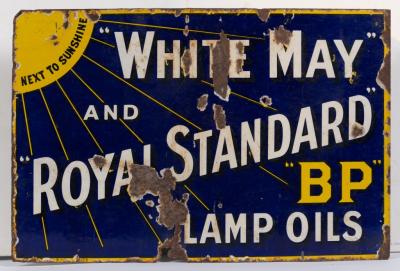 NEXT TO SUNSHINE
"WHITE MAY"
AND
"ROYAL STANDARD"
"BP"
LAMP OILS